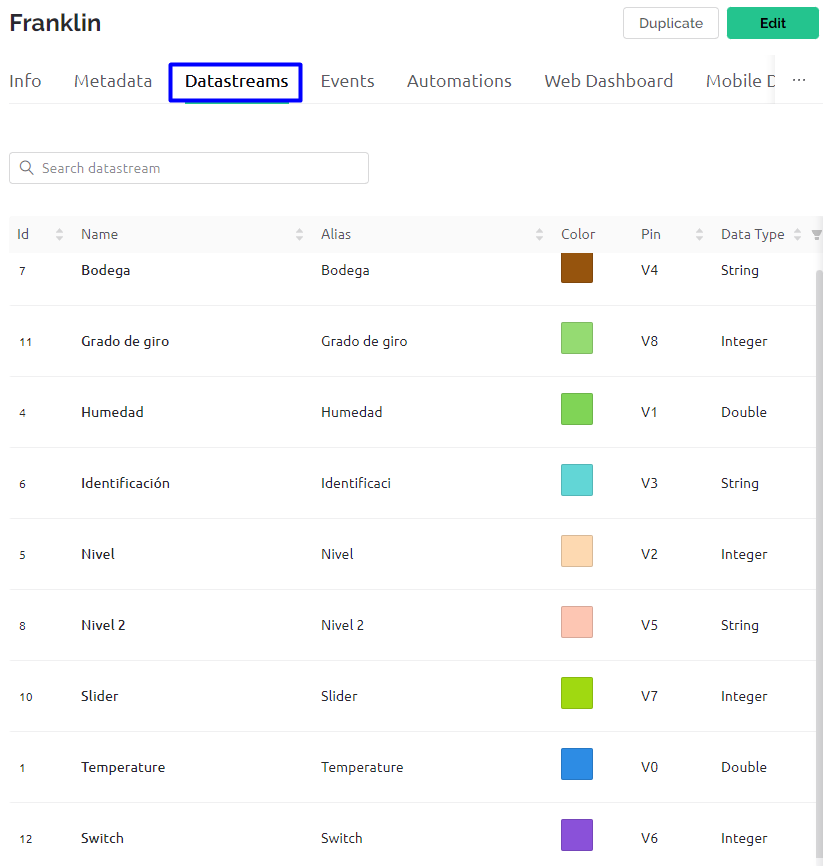 Franklin
Duplicate Edit
Info Metadata Datastreams Events Automations Web Dashboard Mobile D ...
Search datastream
Id Name Alias Color Pin Data Type
7 Bodega Bodega V4 String
11 Grado de giro Grado de giro V8 Integer
4 Humedad Humedad V1 Double
6 Identificación Identificaci V3 String
5 Nivel Nivel V2 Integer
8 Nivel 2 Nivel 2 V5 String
10 Slider Slider V7 Integer
1 Temperature Temperature V0 Double
12 Switch Switch V6 Integer